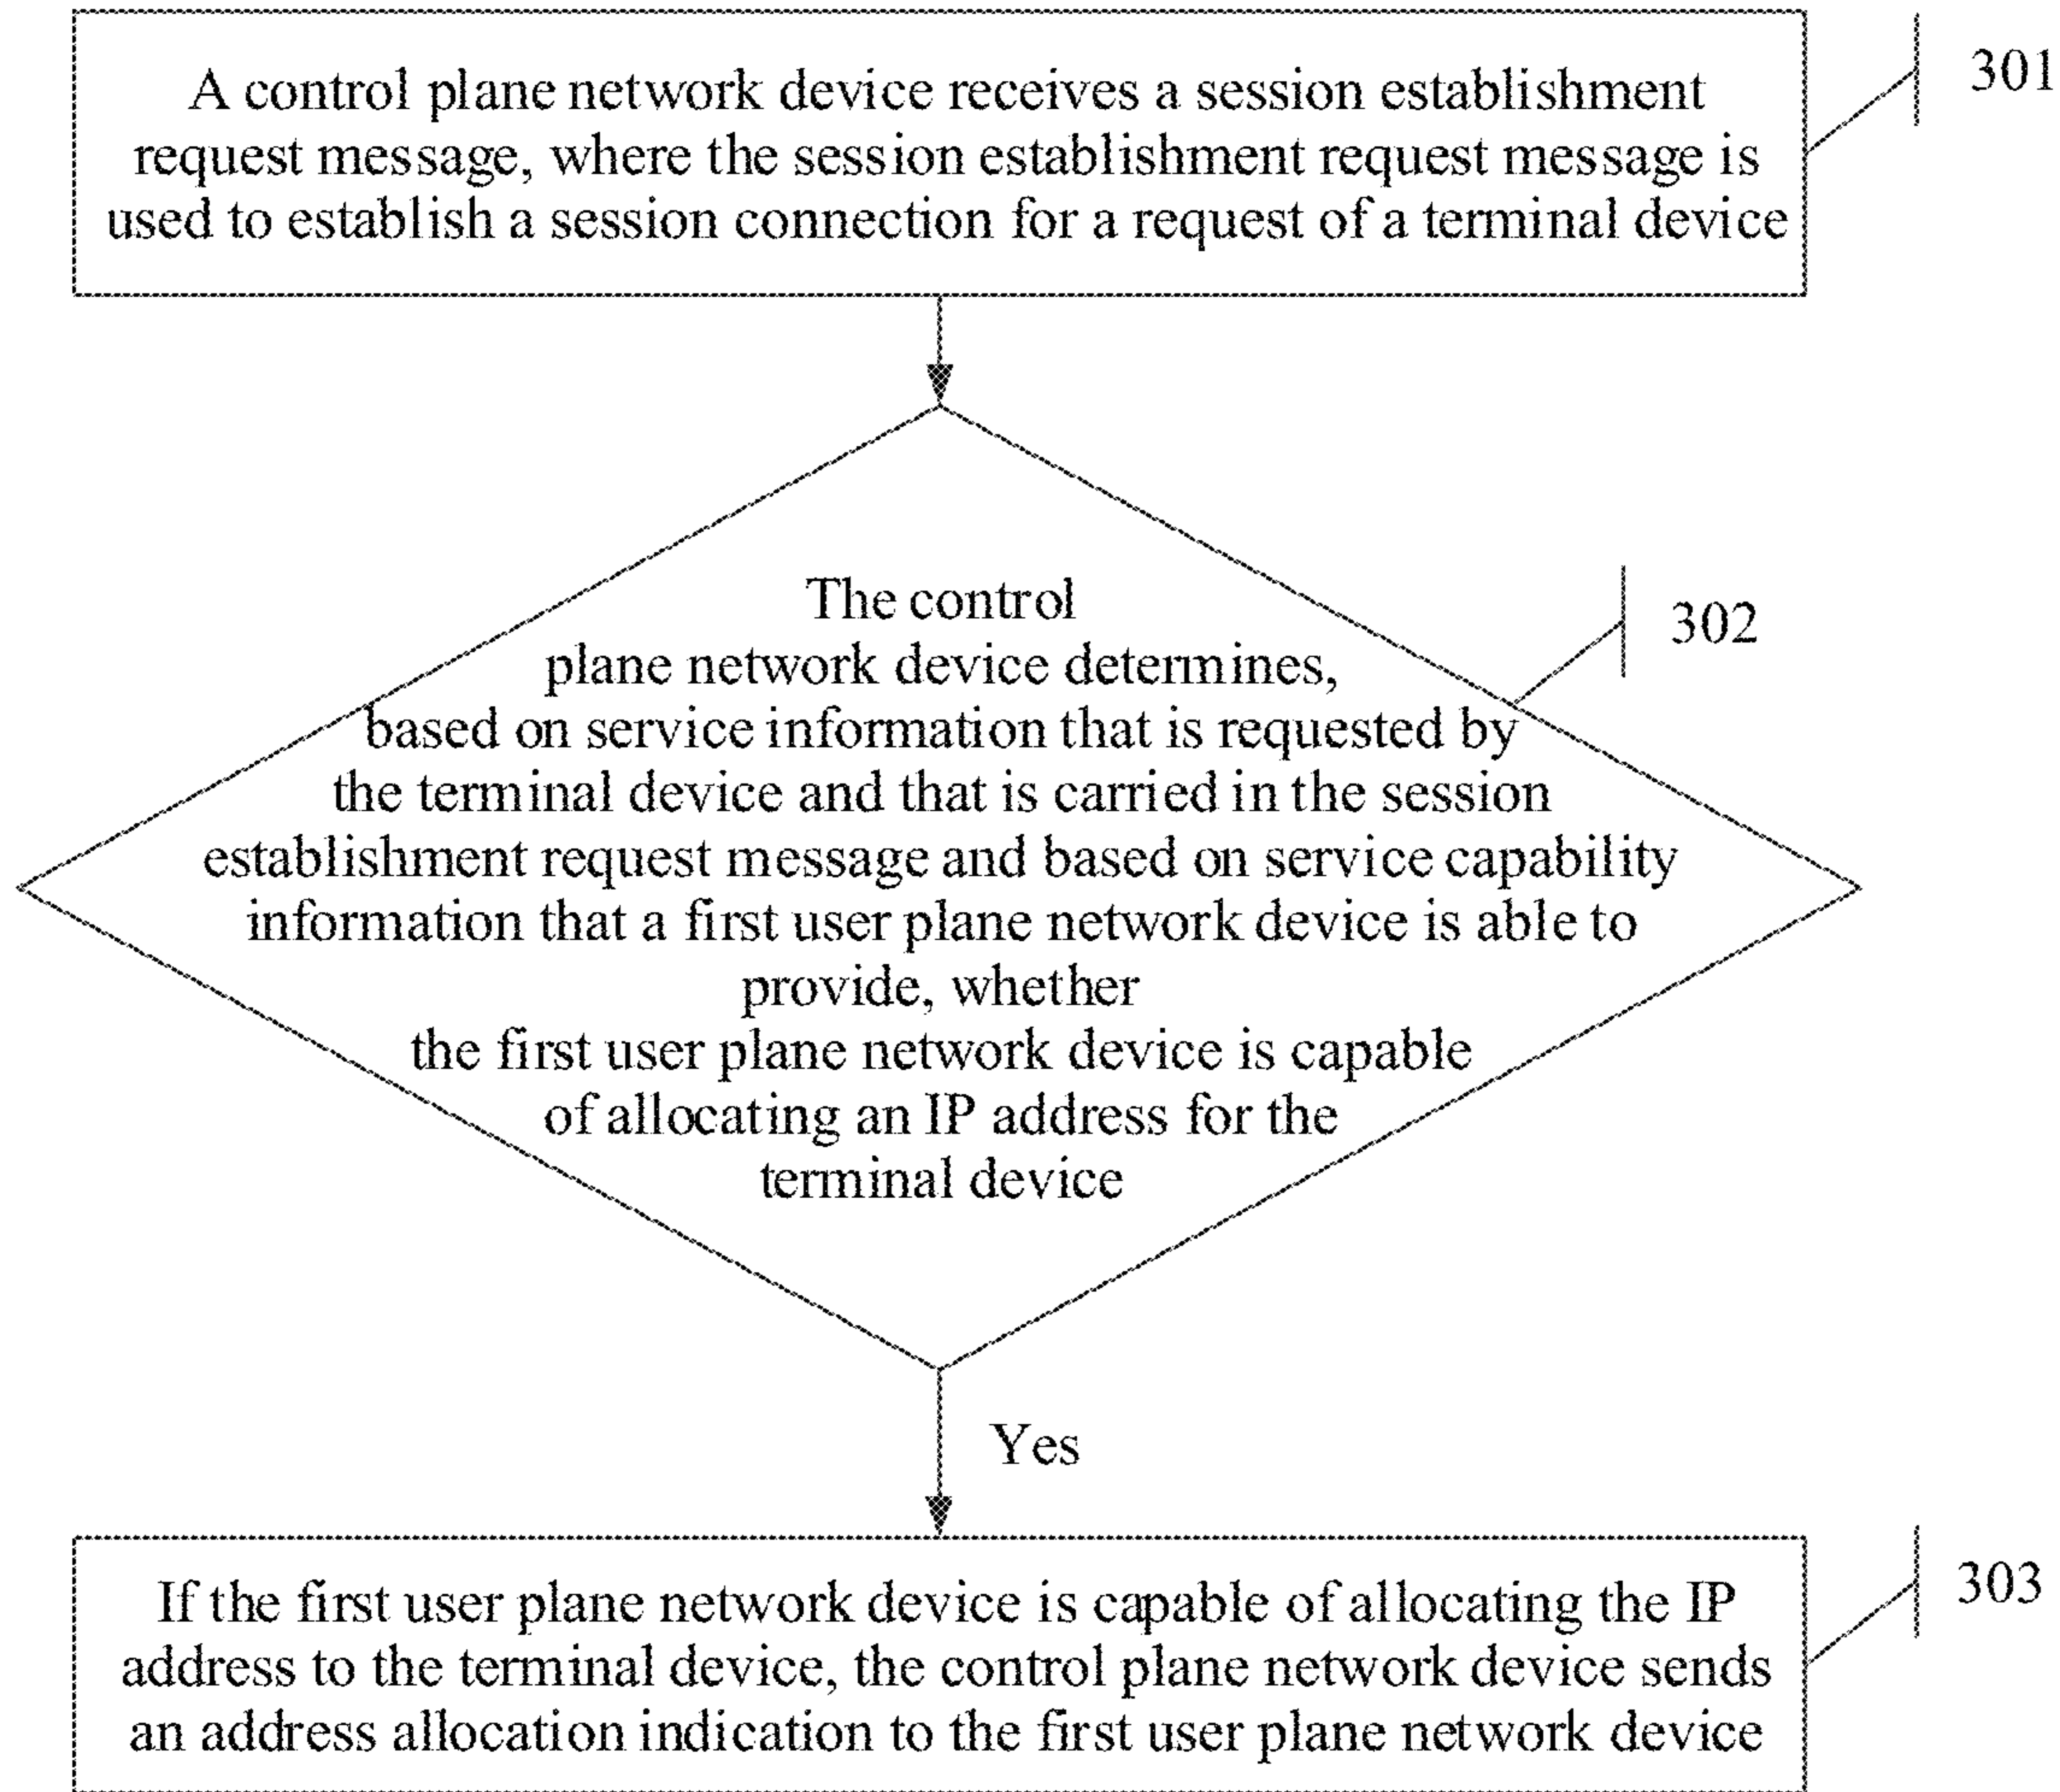 A control plane network device receives a session establishment
request message, where the session establishment request message is
used to establish a session connection for a request of a terminal device
301
The control
plane network device determines,
based on service information that is requested by
the terminal device and that is carried in the session
establishment request message and based on service capability
information that a first user plane network device is able to
provide, whether
the first user plane network device is capable
of allocating an IP address for the
terminal device
302
Yes
If the first user plane network device is capable of allocating the IP
address to the terminal device, the control plane network device sends
an address allocation indication to the first user plane network device
303